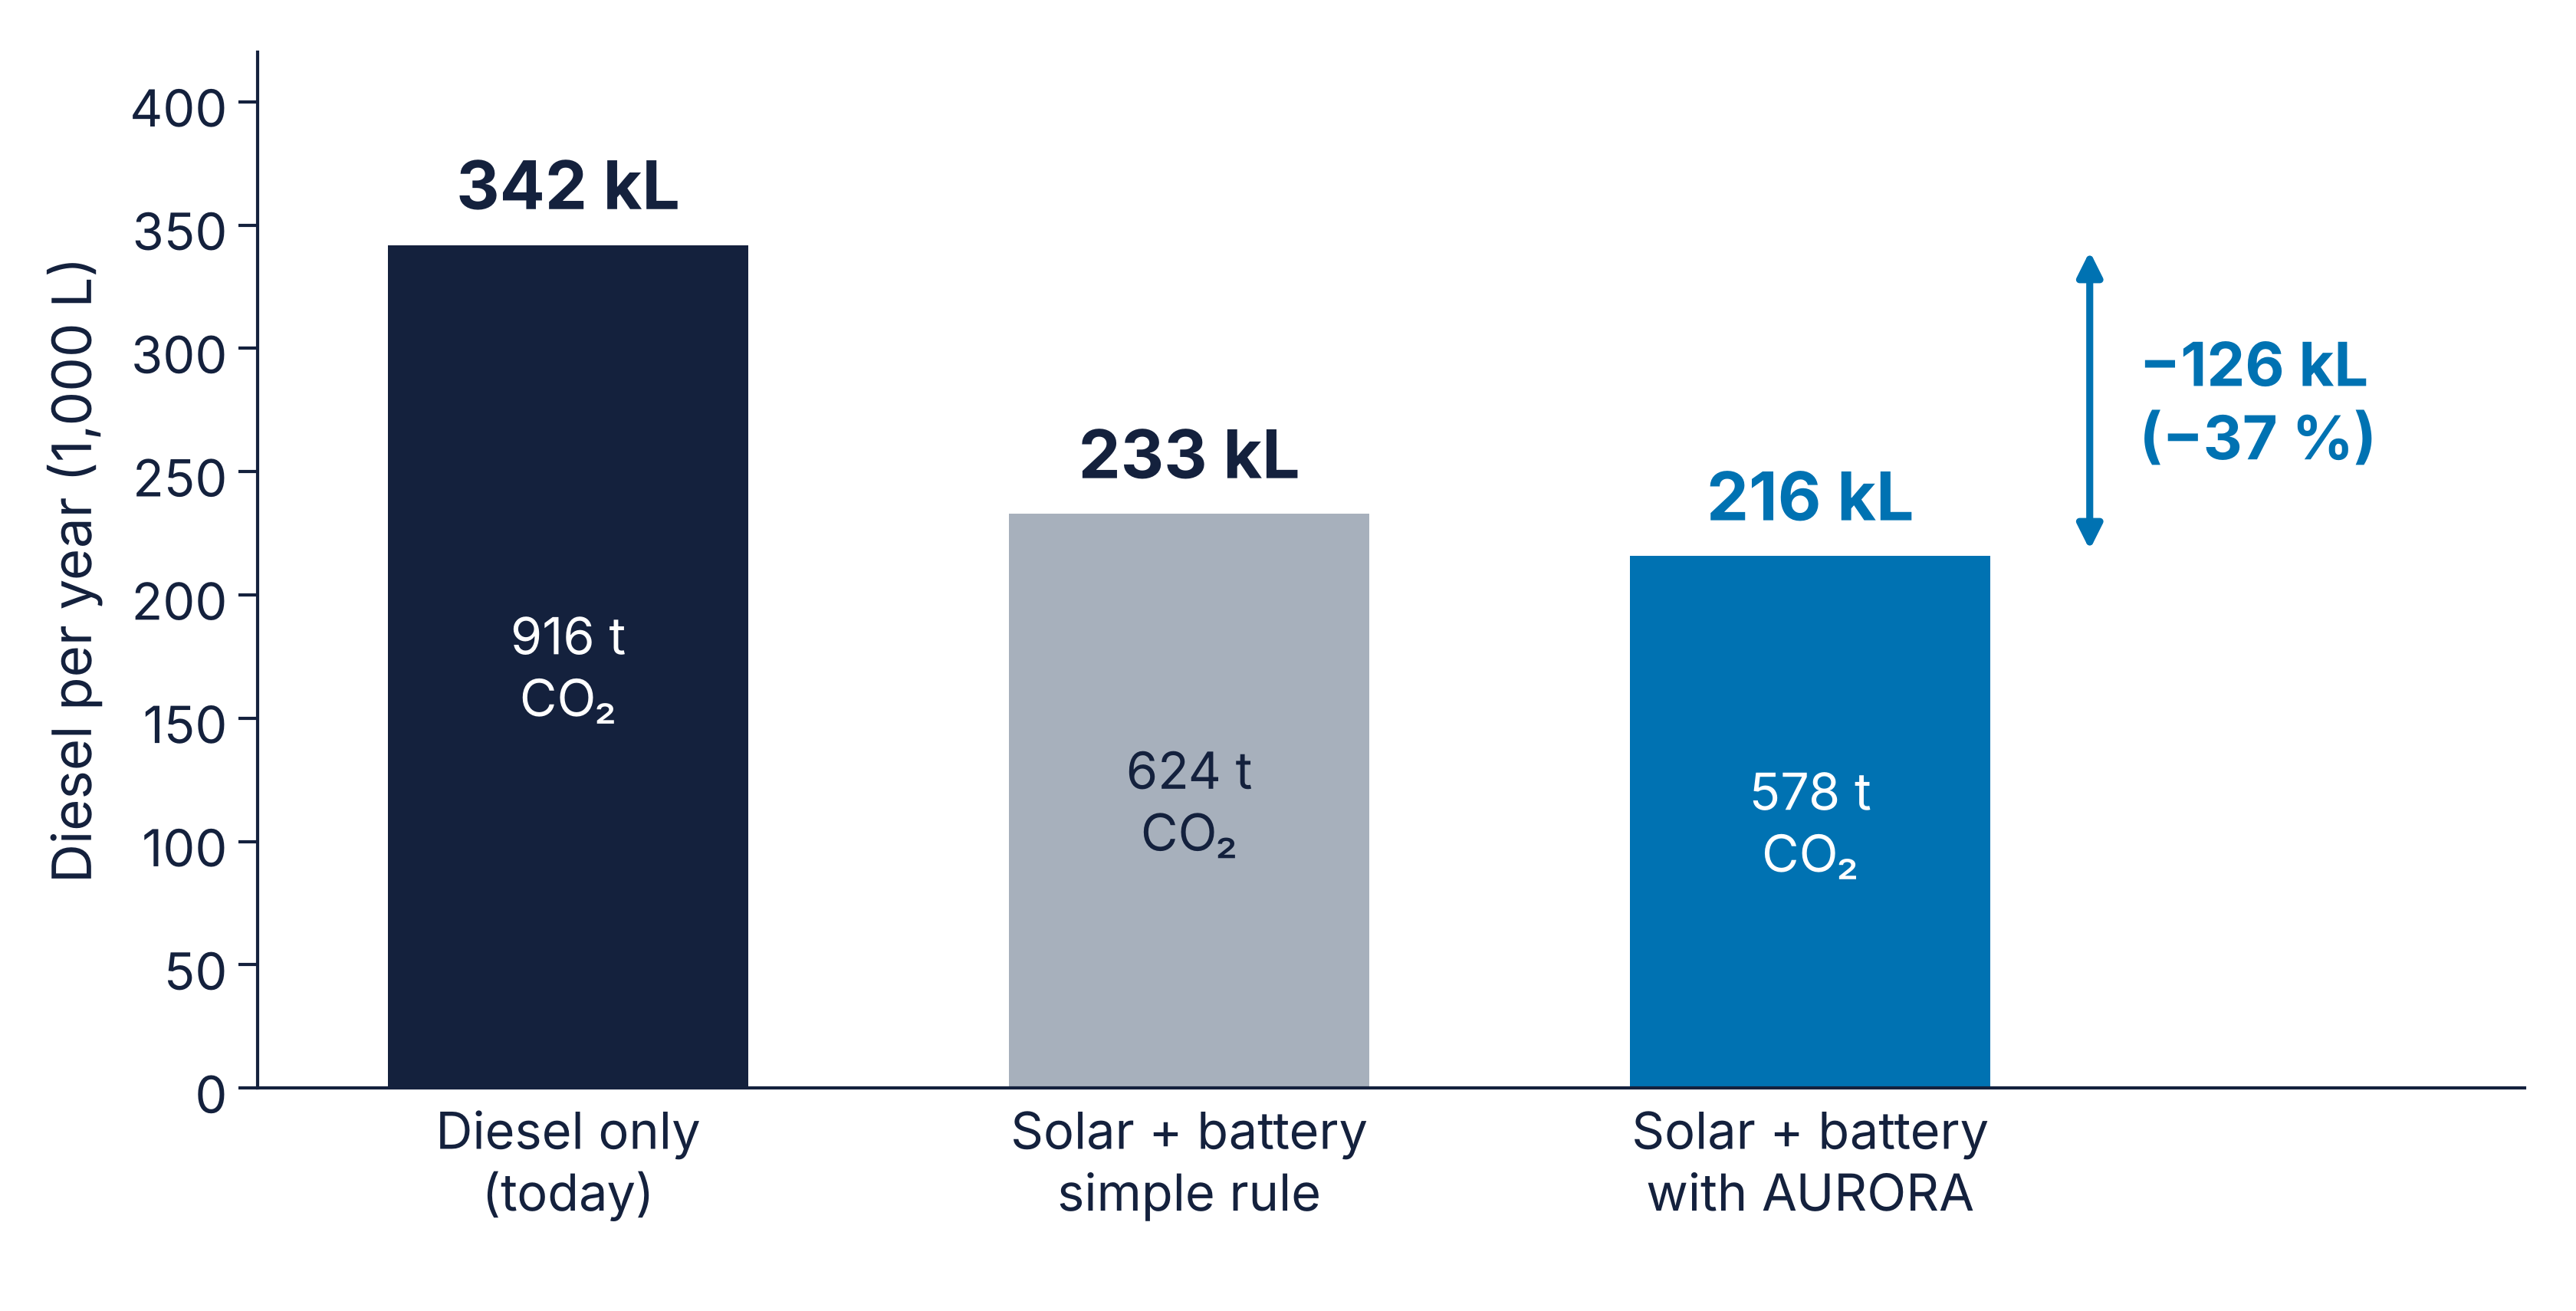 Diesel per year (1,000 L)
400
350
300
250
200
150
100
50
0
342 kL
916 t
CO₂
233 kL
624 t
CO₂
216 kL
578 t
CO₂
−126 kL
(−37 %)
Diesel only
(today)
Solar + battery
simple rule
Solar + battery
with AURORA